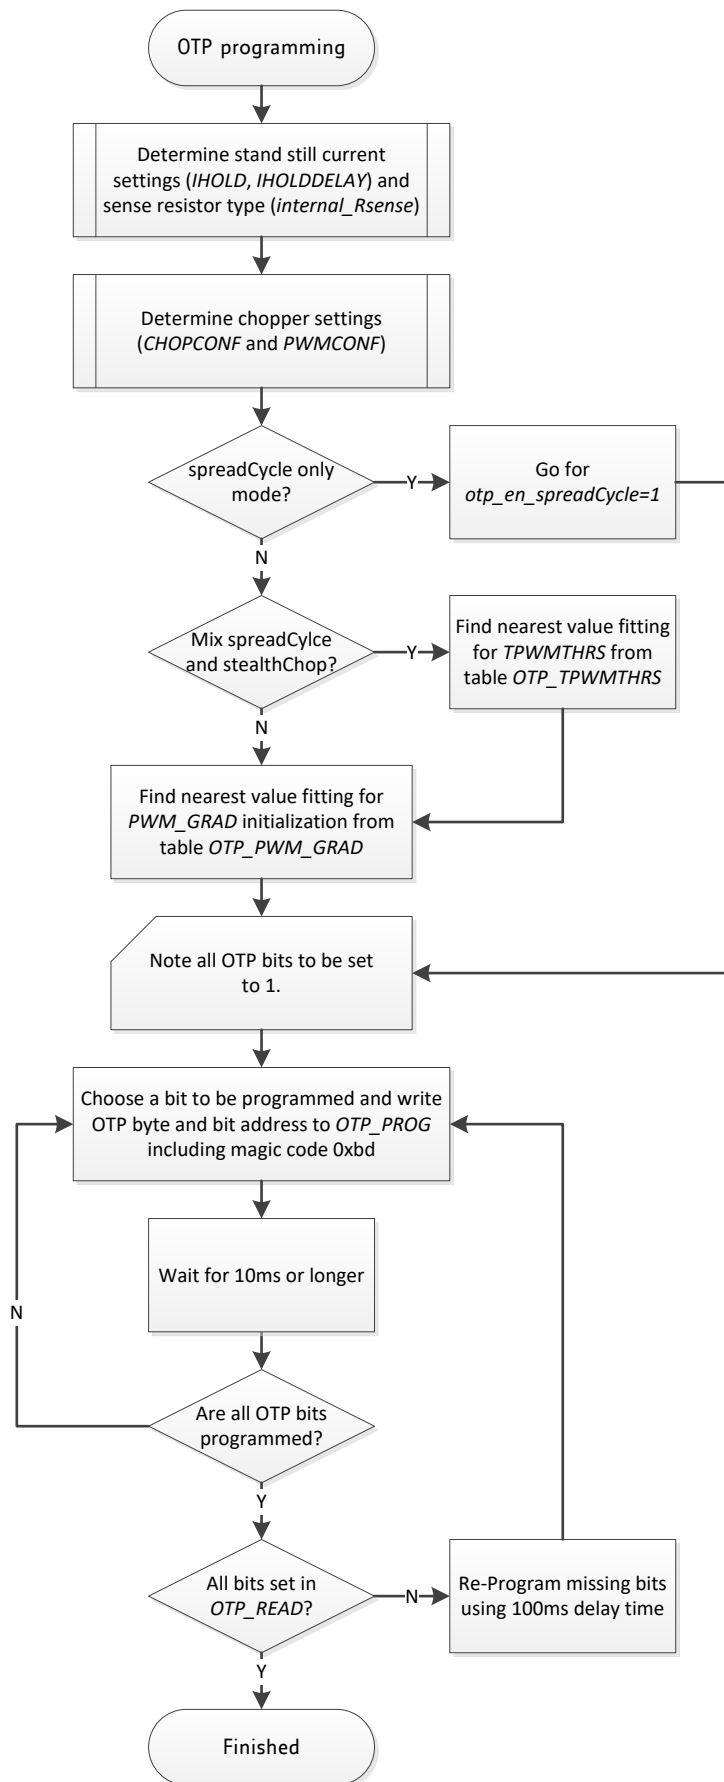 OTP programming
Determine stand still current
settings (IHOLD, IHOLDDELAY) and
sense resistor type (internal_Rsense)
Determine chopper settings
(CHOPCONF and PWMCONF)
spreadCycle only
mode?
Y
Go for
otp_en_spreadCycle=1
N
Mix spreadCylce
and stealthChop?
Y
Find nearest value fitting
for TPWMTHRS from
table OTP_TPWMTHRS
N
Find nearest value fitting for
PWM_GRAD initialization from
table OTP_PWM_GRAD
Note all OTP bits to be set
to 1.
Choose a bit to be programmed and write
OTP byte and bit address to OTP_PROG
including magic code 0xbd
Wait for 10ms or longer
N
Are all OTP bits
programmed?
Y
All bits set in
OTP_READ?
N
Re-Program missing bits
using 100ms delay time
Y
Finished